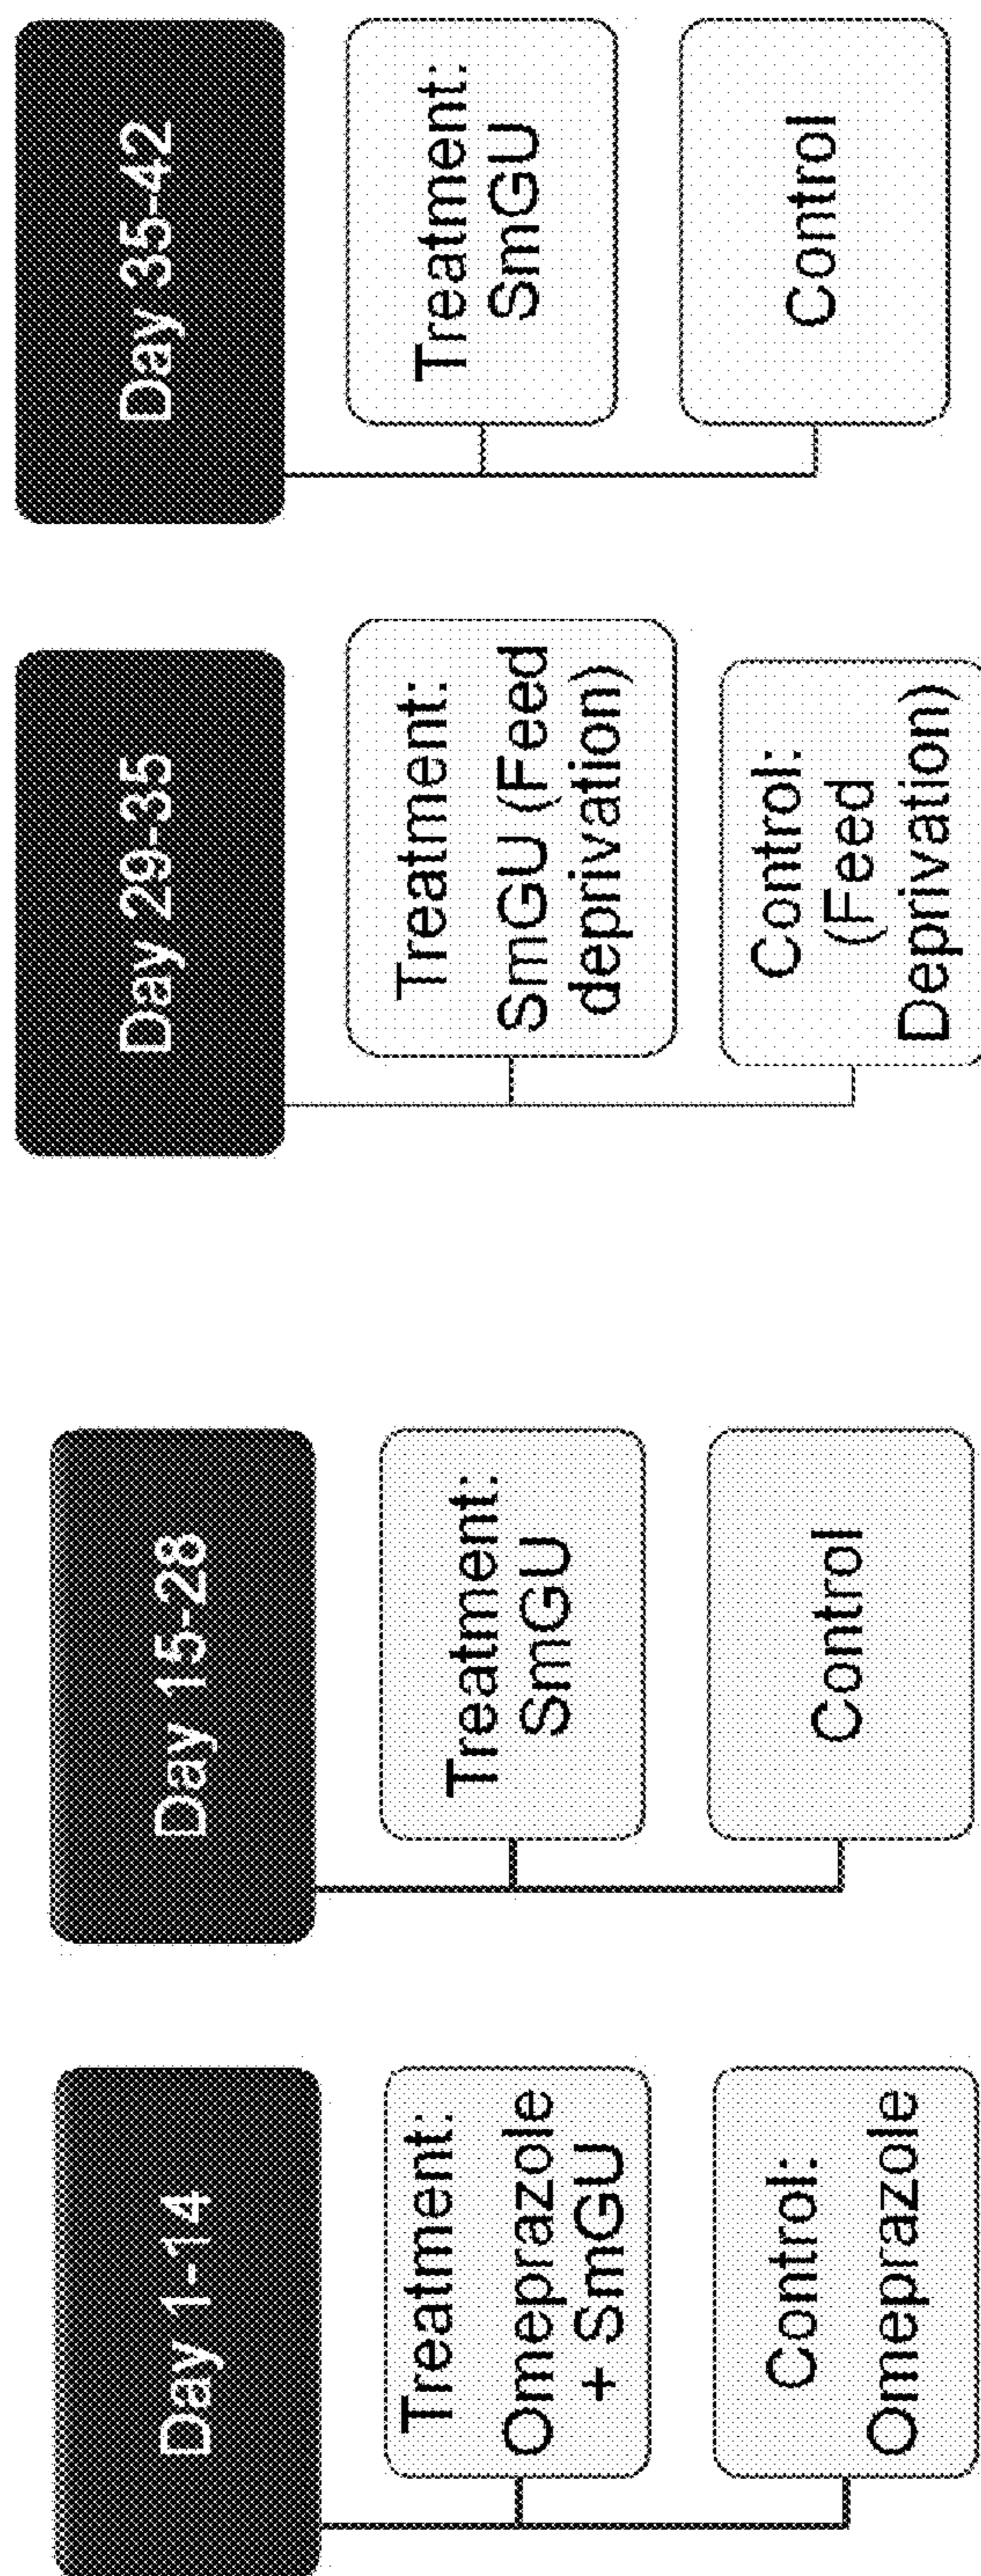 Day 1-14
Treatment:
Omeprazole
+ SmGU
Control:
Omeprazole
Day 15-28
Treatment:
SmGU
Control
Day 29-35
Treatment:
SmGU (Feed
deprivation)
Control:
(Feed
Deprivation)
Day 35-42
Treatment:
SmGU
Control